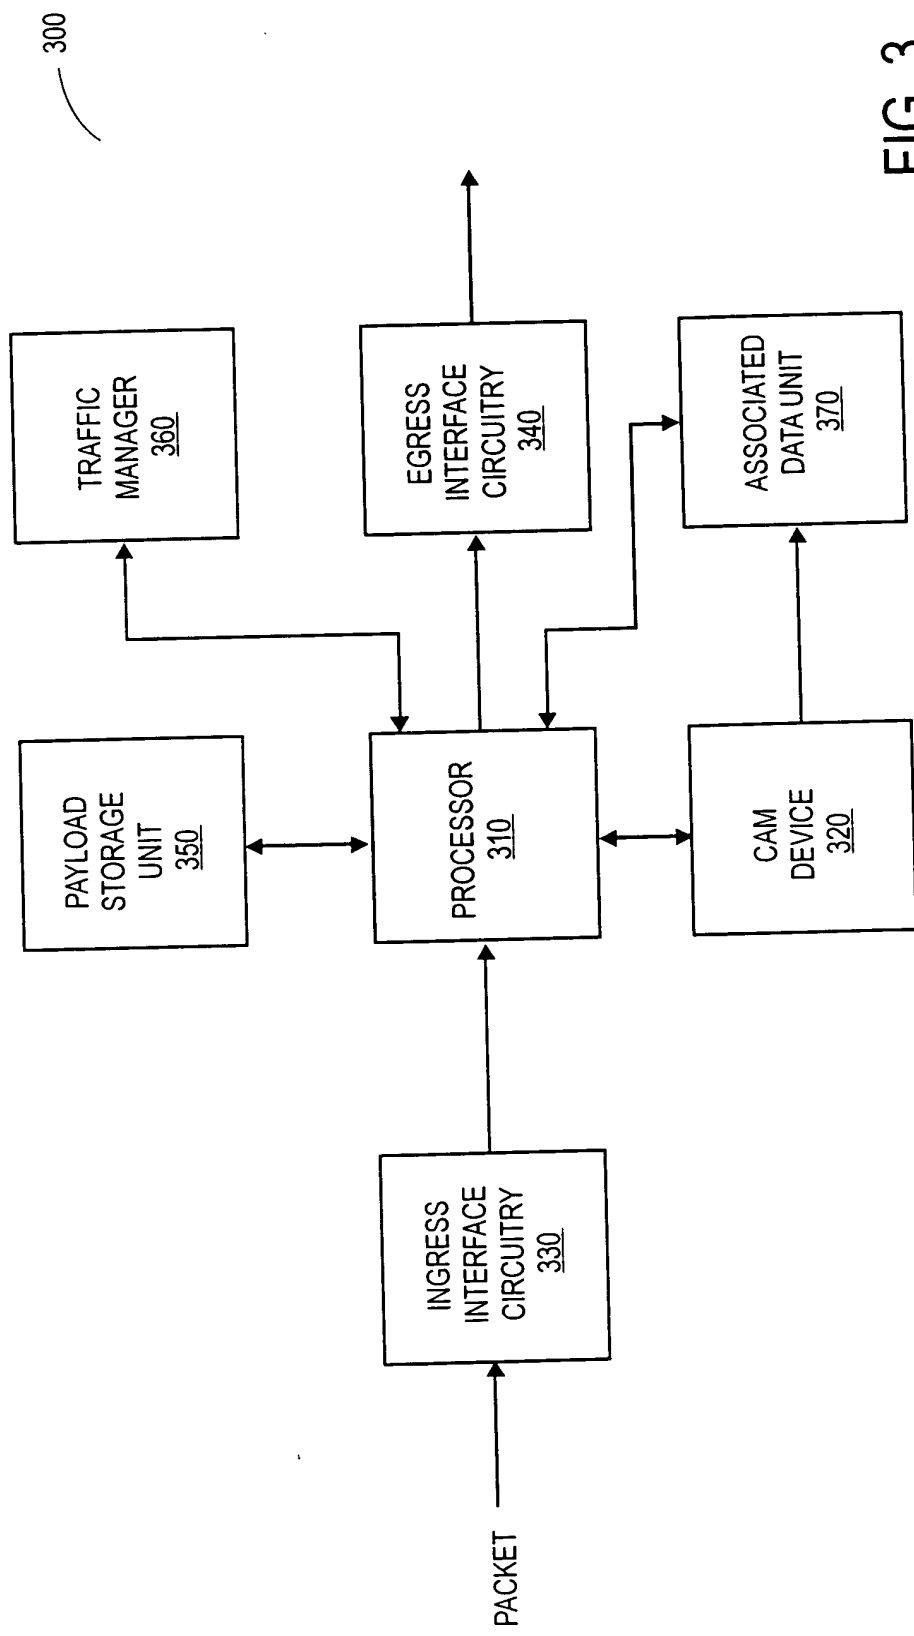 300
PAYLOAD
STORAGE
UNIT
350
TRAFFIC
MANAGER
360
PACKET
INGRESS
INTERFACE
CIRCUITRY
330
PROCESSOR
310
EGRESS
INTERFACE
CIRCUITRY
340
CAM
DEVICE
320
ASSOCIATED
DATA UNIT
370
FIG. 3